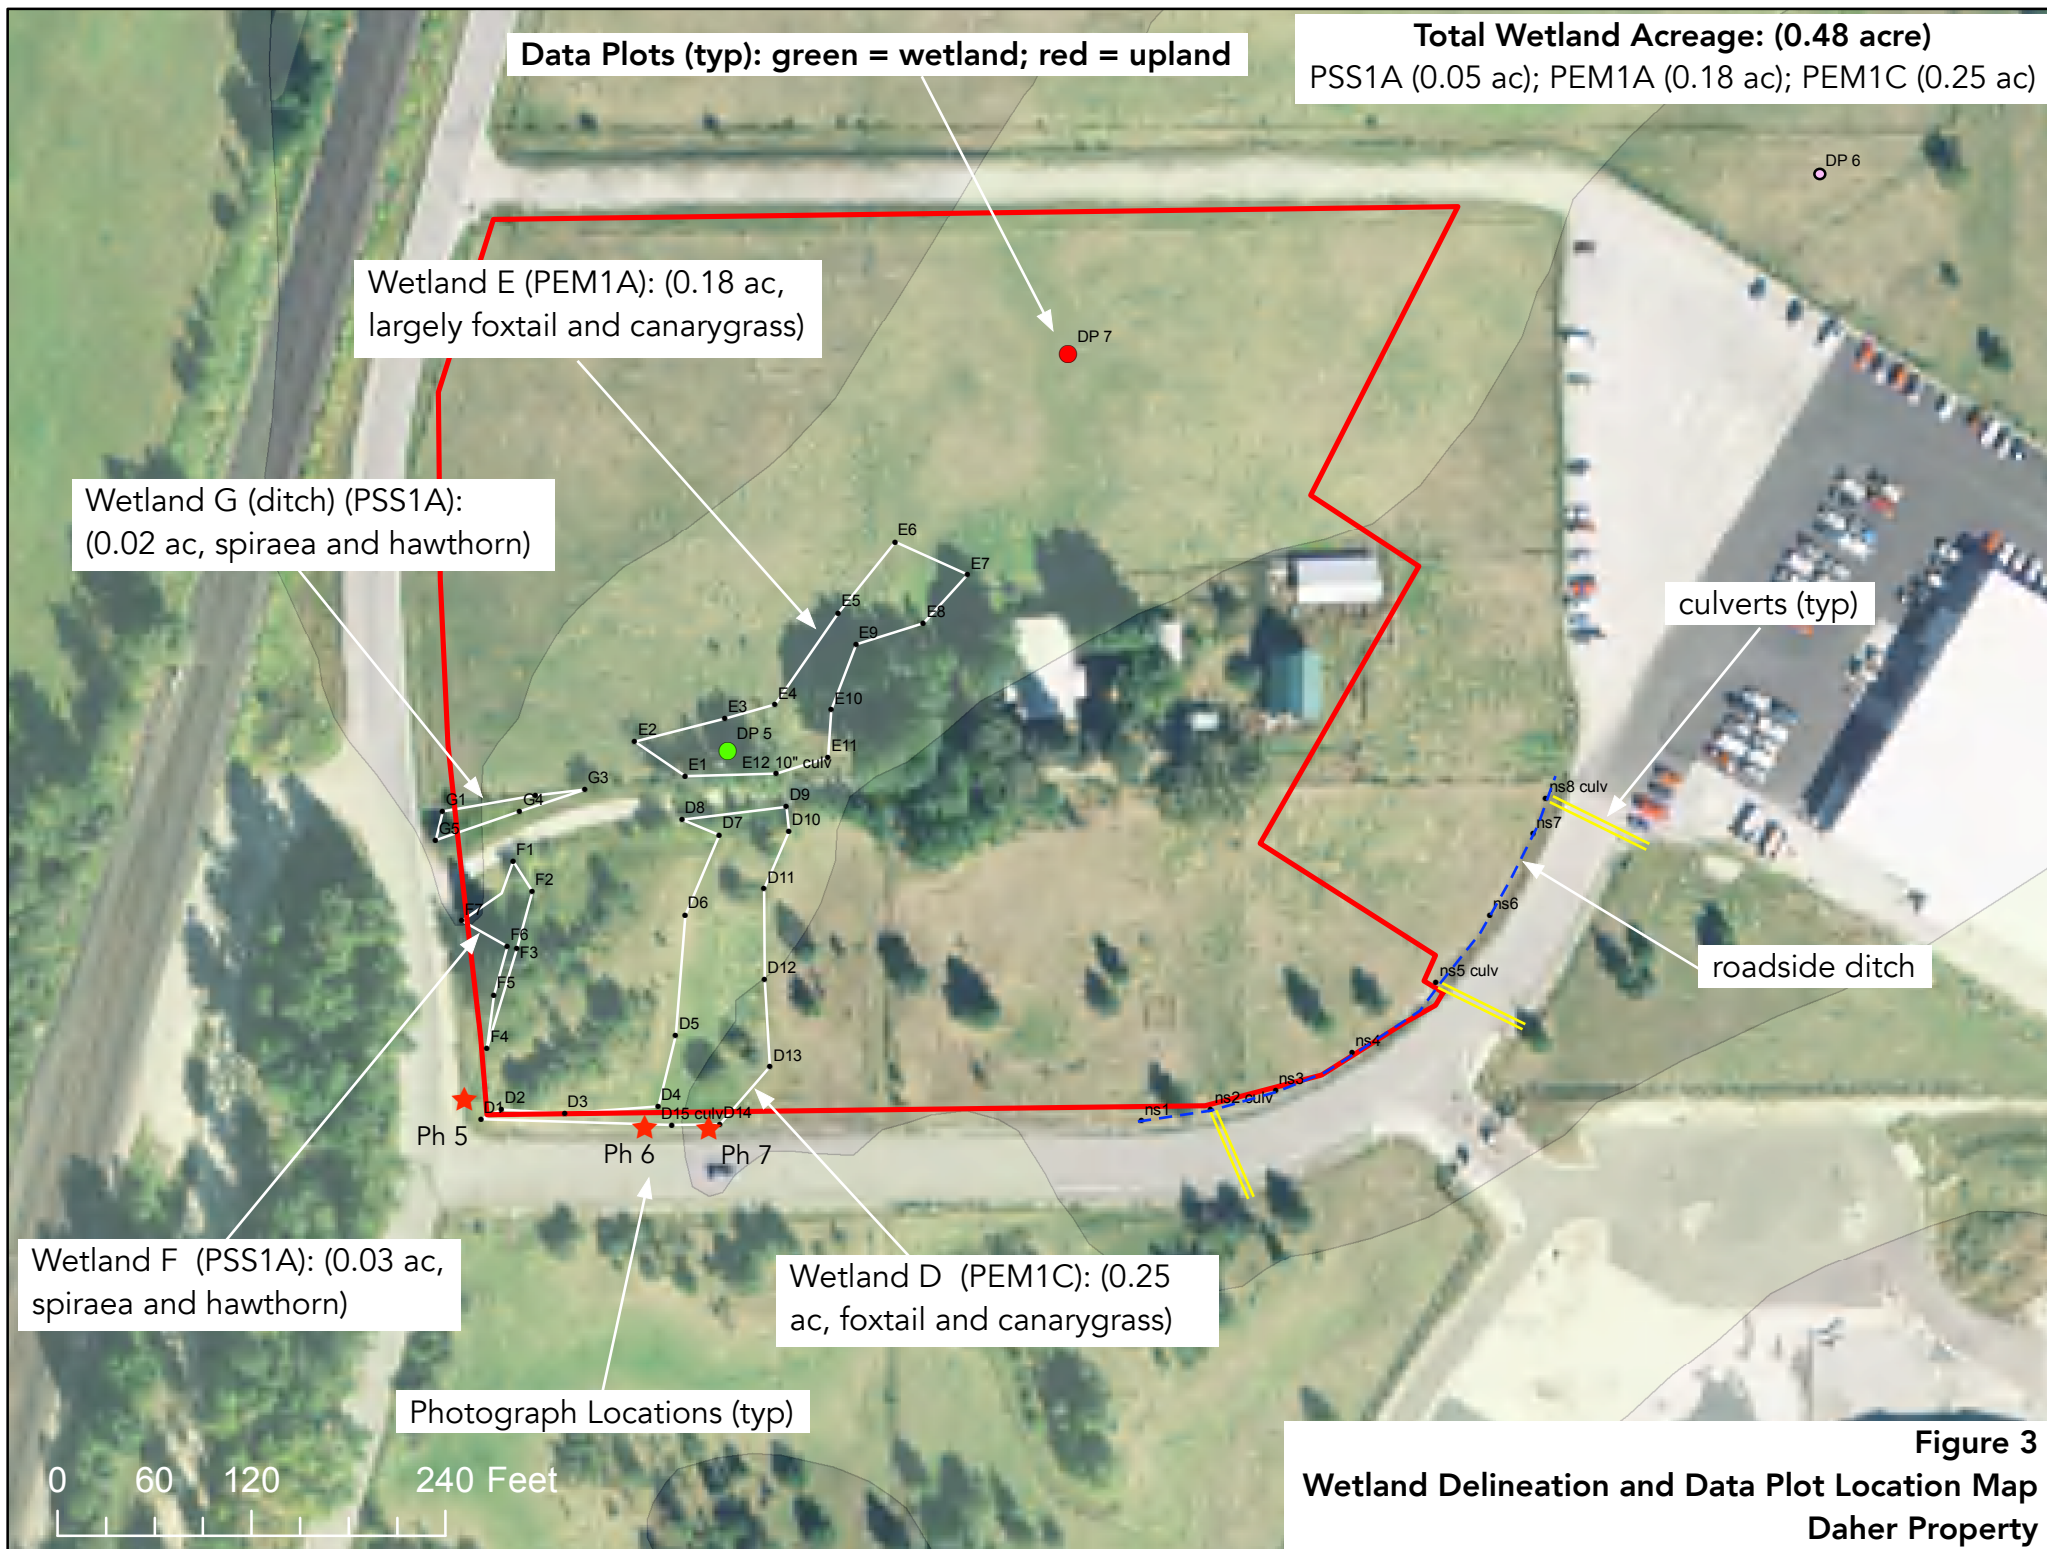 Data Plots (typ): green = wetland; red = upland
Total Wetland Acreage: (0.48 acre)
PSS1A (0.05 ac); PEM1A (0.18 ac); PEM1C (0.25 ac)
DP 6
Wetland E (PEM1A): (0.18 ac,
largely foxtail and canarygrass)
DP 7
Wetland G (ditch) (PSS1A):
(0.02 ac, spiraea and hawthorn)
E6
E7
E5
E8
E9
culverts (typ)
E4
E10
E3
E2
DP 5
E11
E1
E12
10" culv
G3
G1
G4
G5
ns8 culv
ns7
D9
D8
D7
D10
F1
F2
D11
F7
D6
ns6
F6
F3
D12
ns5 culv
roadside ditch
F5
D5
F4
D13
ns4
ns3
D4
D2
D3
D1
D15 culv
D14
ns1
ns2 culv
Ph 5
Ph 6
Ph 7
Wetland F (PSS1A): (0.03 ac,
spiraea and hawthorn)
Wetland D (PEM1C): (0.25
ac, foxtail and canarygrass)
Photograph Locations (typ)
0 60 120 240 Feet
Figure 3
Wetland Delineation and Data Plot Location Map
Daher Property